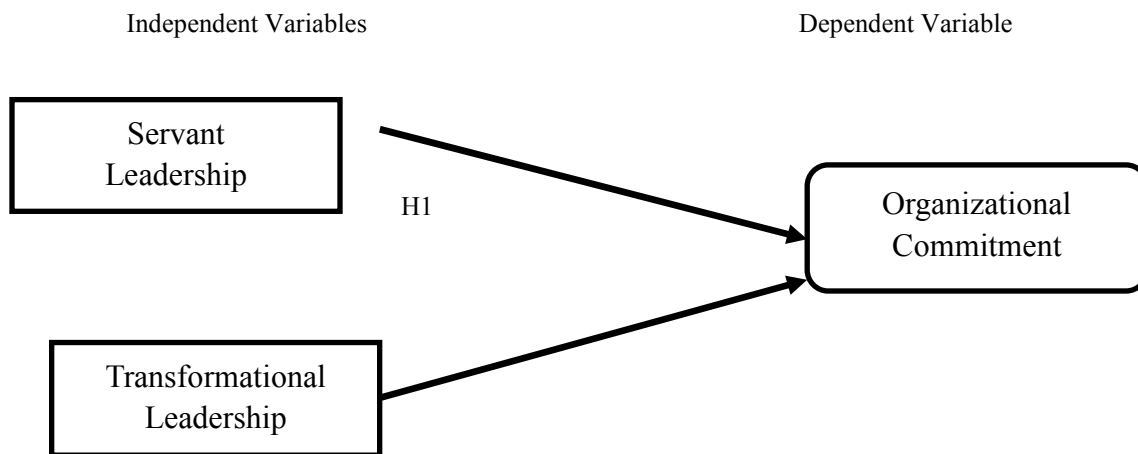 Independent Variables
Dependent Variable
Servant
Leadership
H1
Organizational
Commitment
Transformational
Leadership